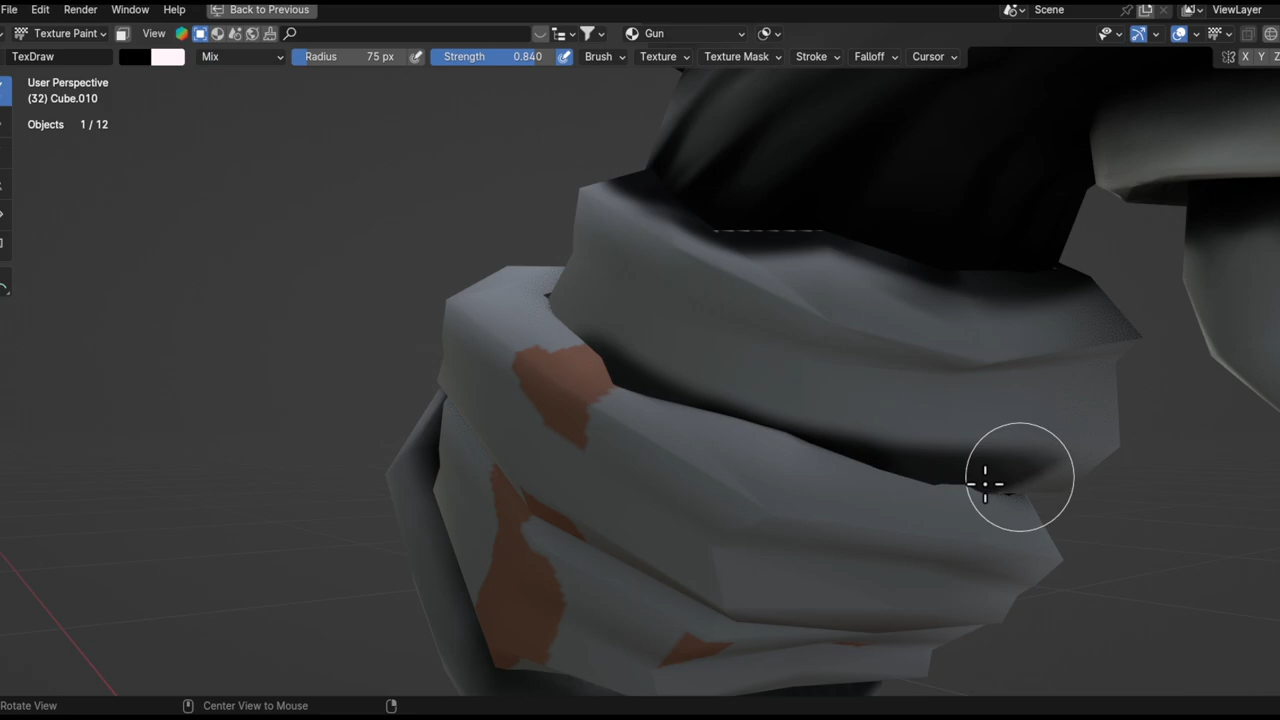 File Edit Render Window Help Back to Previous Scene ViewLayer
Texture Paint View Gun
TexDraw Mix Radius 75 px Strength 0.840 Brush Texture Texture Mask Stroke Falloff Cursor X Y Z
User Perspective
(32) Cube.010
Objects 1 / 12
Rotate View Center View to Mouse